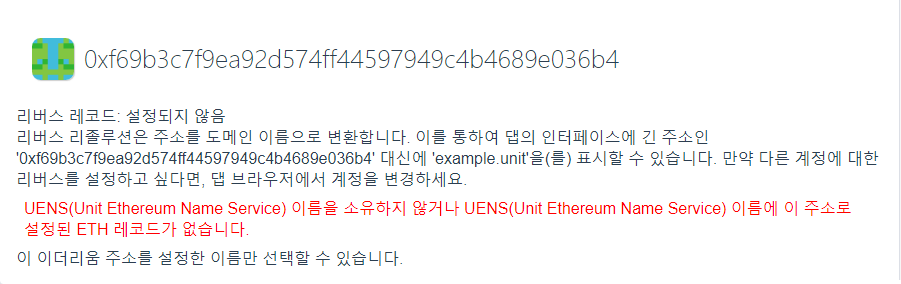 0xf69b3c7f9ea92d574ff44597949c4b4689e036b4
리버스 레코드: 설정되지 않음
리버스 리졸루션은 주소를 도메인 이름으로 변환합니다. 이를 통하여 댑의 인터페이스에 긴 주소인
'0xf69b3c7f9ea92d574ff44597949c4b4689e036b4' 대신에 'example.unit'을(를) 표시할 수 있습니다. 만약 다른 계정에 대한
리버스를 설정하고 싶다면, 댑 브라우저에서 계정을 변경하세요.
UENS(Unit Ethereum Name Service) 이름을 소유하지 않거나 UENS(Unit Ethereum Name Service) 이름에 이 주소로
설정된 ETH 레코드가 없습니다.
이 이더리움 주소를 설정한 이름만 선택할 수 있습니다.